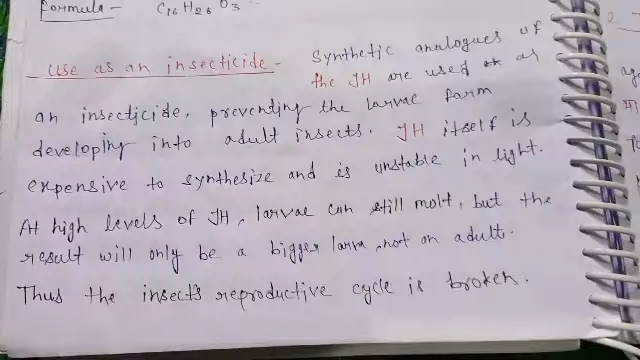 Formula - C16H26O3
Use as an insecticide - Synthetic analogues of
the JH are used as
an insecticide, preventing the larvae form
developing into adult insects. JH itself is
expensive to synthesize and is unstable in light.
At high levels of JH, larvae can still molt, but the
result will only be a bigger larva, not an adult.
Thus the insect's reproductive cycle is broken.
2